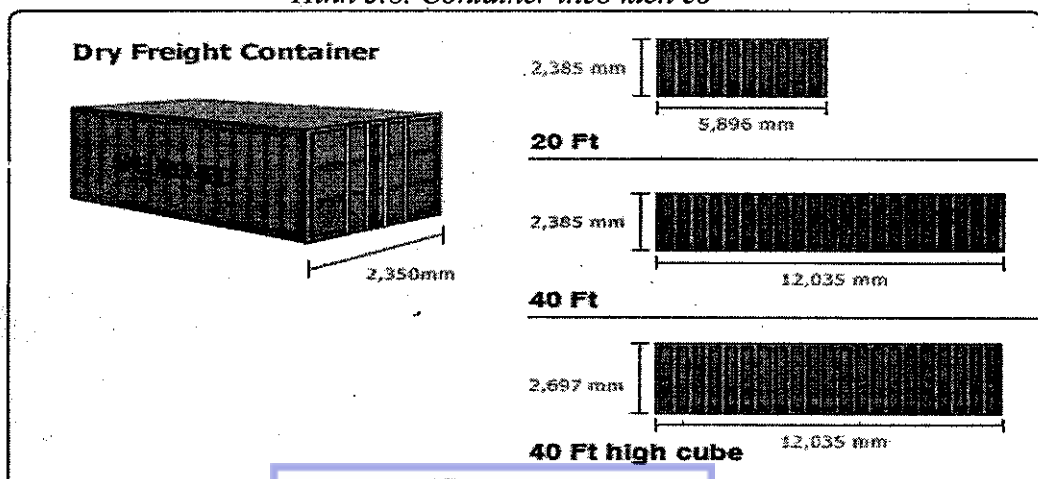 Dry Freight Container
2,350mm
2,385 mm
5,896 mm
20 Ft
2,385 mm
12,035 mm
40 Ft
2,697 mm
12,035 mm
40 Ft high cube